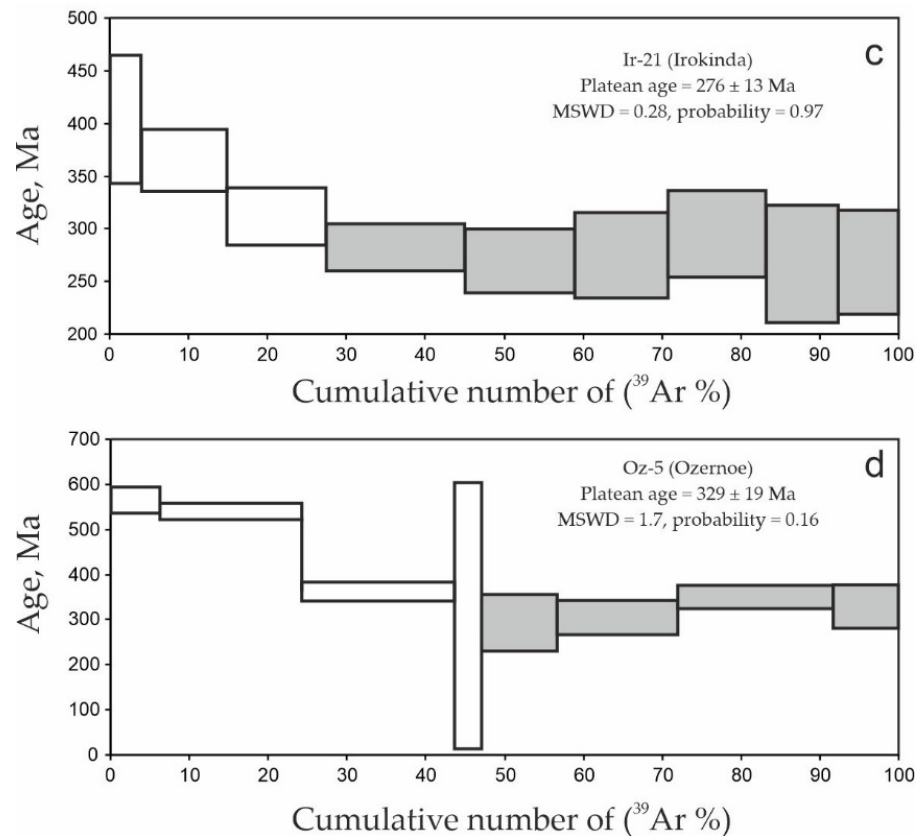 c
Ir-21 (Irokinda)
Platean age = 276 ± 13 Ma
MSWD = 0.28, probability = 0.97
Age, Ma
500
450
400
350
300
250
200
0 10 20 30 40 50 60 70 80 90 100
Cumulative number of (³⁹Ar %)
d
Oz-5 (Ozernoe)
Platean age = 329 ± 19 Ma
MSWD = 1.7, probability = 0.16
Age, Ma
700
600
500
400
300
200
100
0
0 10 20 30 40 50 60 70 80 90 100
Cumulative number of (³⁹Ar %)